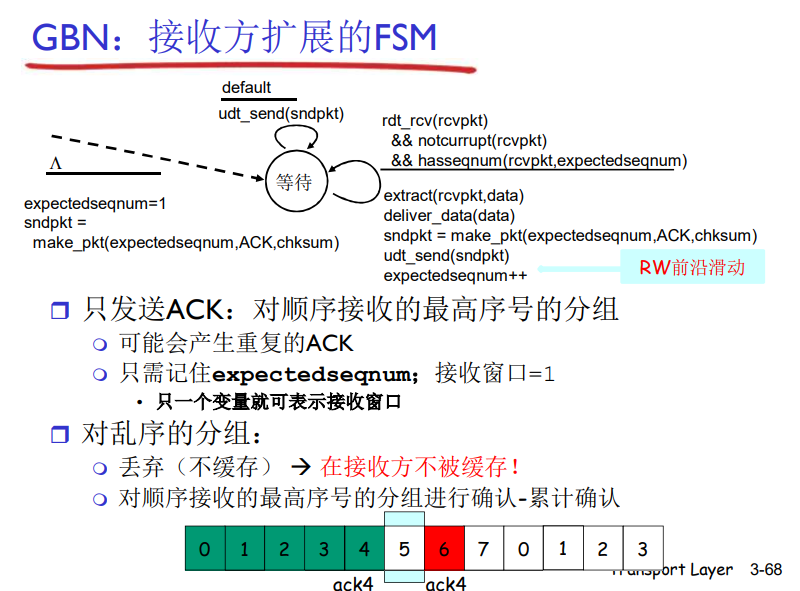 GBN：接收方扩展的FSM
default
udt_send(sndpkt)
Λ
expectedseqnum=1
sndpkt =
make_pkt(expectedseqnum,ACK,chksum)
等待
rdt_rcv(rcvpkt)
&& notcurrupt(rcvpkt)
&& hasseqnum(rcvpkt,expectedseqnum)
extract(rcvpkt,data)
deliver_data(data)
sndpkt = make_pkt(expectedseqnum,ACK,chksum)
udt_send(sndpkt)
expectedseqnum++
RW前沿滑动
只发送ACK：对顺序接收的最高序号的分组
可能会产生重复的ACK
只需记住expectedseqnum；接收窗口=1
• 只一个变量就可表示接收窗口
对乱序的分组：
丢弃（不缓存） → 在接收方不被缓存！
对顺序接收的最高序号的分组进行确认-累计确认
0 1 2 3 4 5 6 7 0 1 2 3
ack4 ack4
Transport Layer 3-68